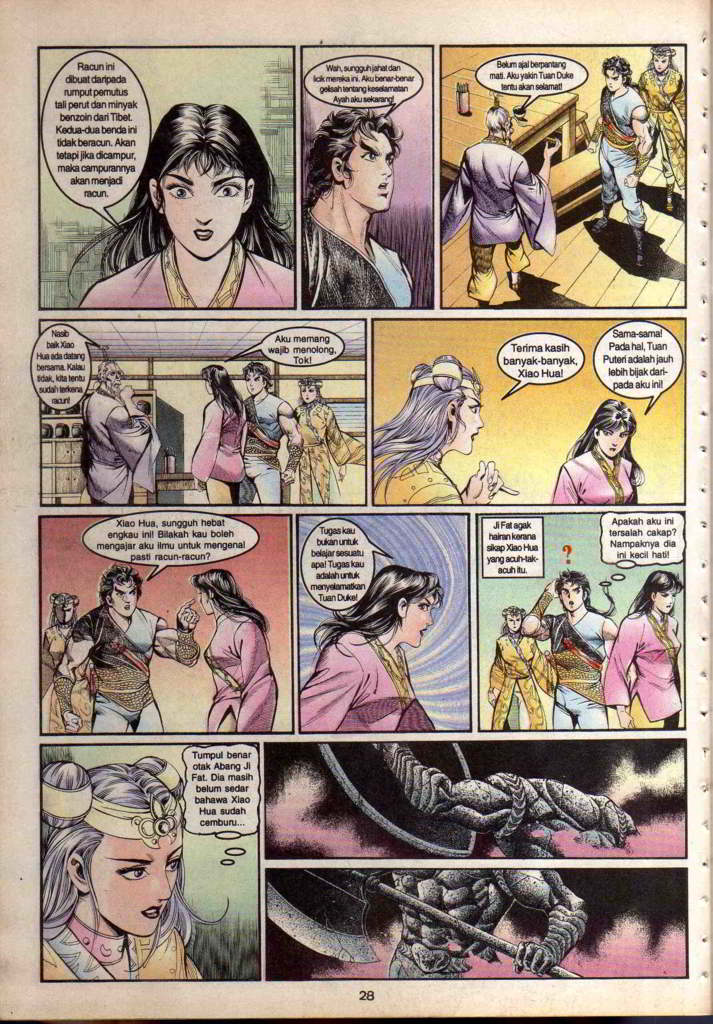 Racun ini
dibuat daripada
rumput pemutus
tali perut dan minyak
benzoin dari Tibet.
Kedua-dua benda ini
tidak beracun. Akan
tetapi jika dicampur,
maka campurannya
akan menjadi
racun.
Wah, sungguh jahat dan
licik mereka ini. Aku benar-benar
gelisah tentang keselamatan
Ayah aku sekarang!
Belum ajal berpantang
mati. Aku yakin Tuan Duke
tentu akan selamat!
Nasib
baik Xiao
Hua ada datang
bersama. Kalau
tidak, kita tentu
sudah terkena
racun!
Aku memang
wajib menolong,
Tok!
Terima kasih
banyak-banyak,
Xiao Hua!
Sama-sama!
Pada hal, Tuan
Puteri adalah jauh
lebih bijak dari-
pada aku ini!
Xiao Hua, sungguh hebat
engkau ini! Bilakah kau boleh
mengajar aku ilmu untuk mengenal
pasti racun-racun?
Tugas kau
bukan untuk
belajar sesuatu
apa! Tugas kau
adalah untuk
menyelamatkan
Tuan Duke!
Ji Fat agak
hairan kerana
sikap Xiao Hua
yang acuh-tak-
acuh itu.
?
Apakah aku ini
tersalah cakap?
Nampaknya dia
ini kecil hati!
Tumpul benar
otak Abang Ji
Fat. Dia masih
belum sedar
bahawa Xiao
Hua sudah
cemburu...
28